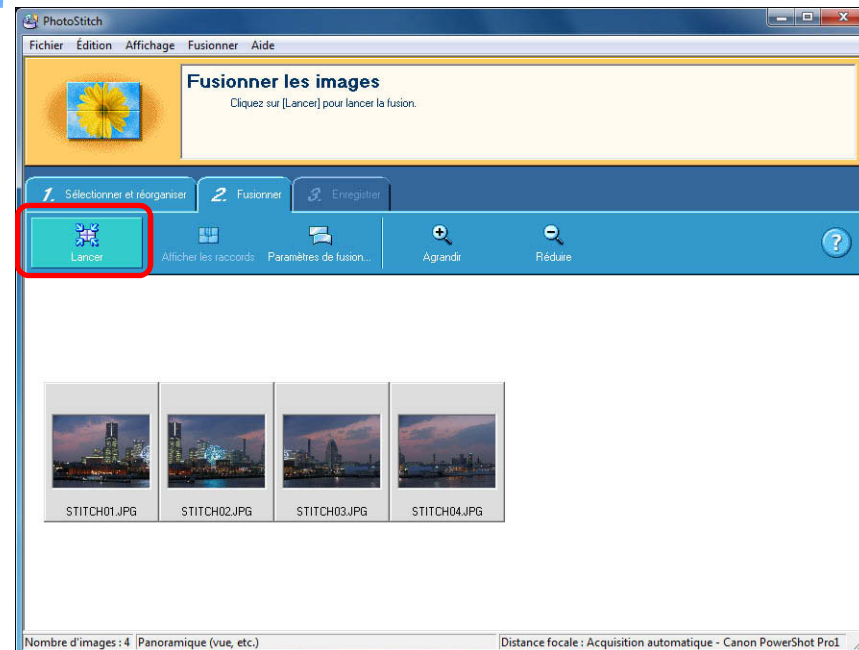 PhotoStitch
Fichier Édition Affichage Fusionner Aide
Fusionner les images
Cliquez sur [Lancer] pour lancer la fusion.
1. Sélectionner et réorganiser 2. Fusionner 3. Enregistrer
Lancer Afficher les raccords Paramètres de fusion... Agrandir Réduire ?
STITCH01.JPG STITCH02.JPG STITCH03.JPG STITCH04.JPG
Nombre d'images : 4 Panoramique (vue, etc.) Distance focale : Acquisition automatique - Canon PowerShot Pro1